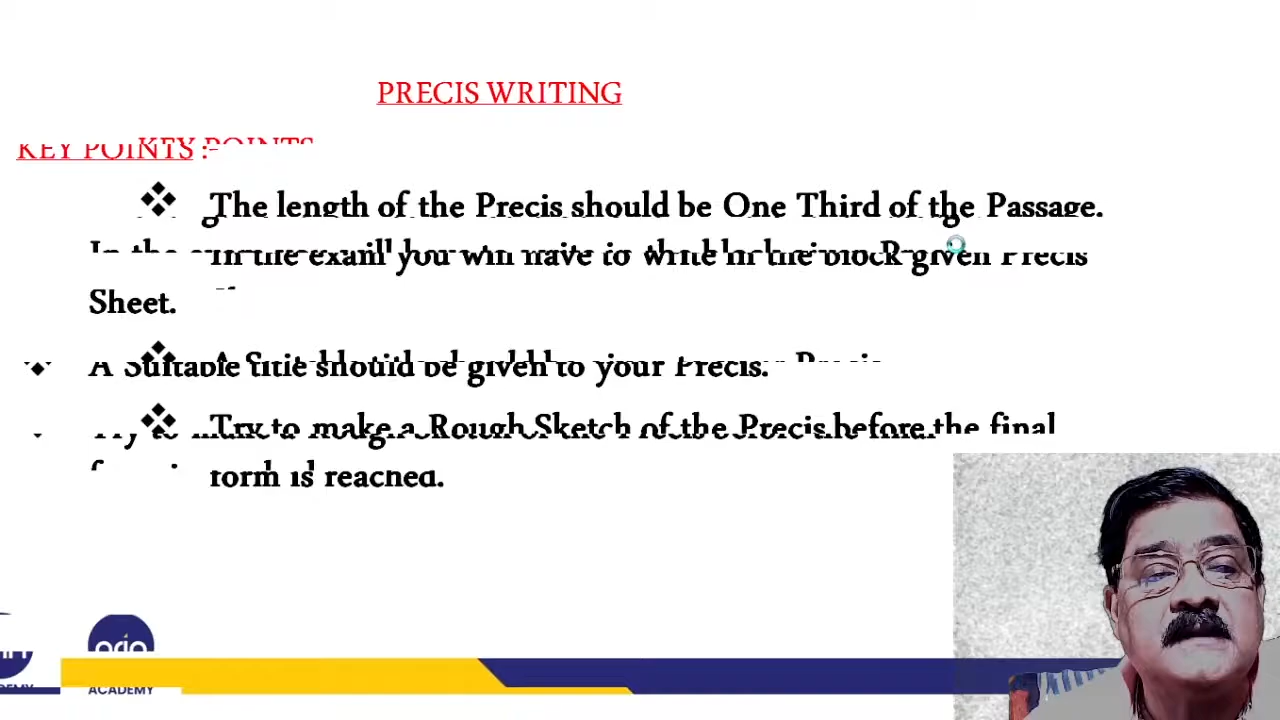 PRECIS WRITING
KEY POINTS :-
The length of the Precis should be One Third of the Passage.
In the exam you will have to write in the block given Precis
Sheet.
A Suitable title should be given to your Precis.
Try to make a Rough Sketch of the Precis before the final
form is reached.
ACADEMY